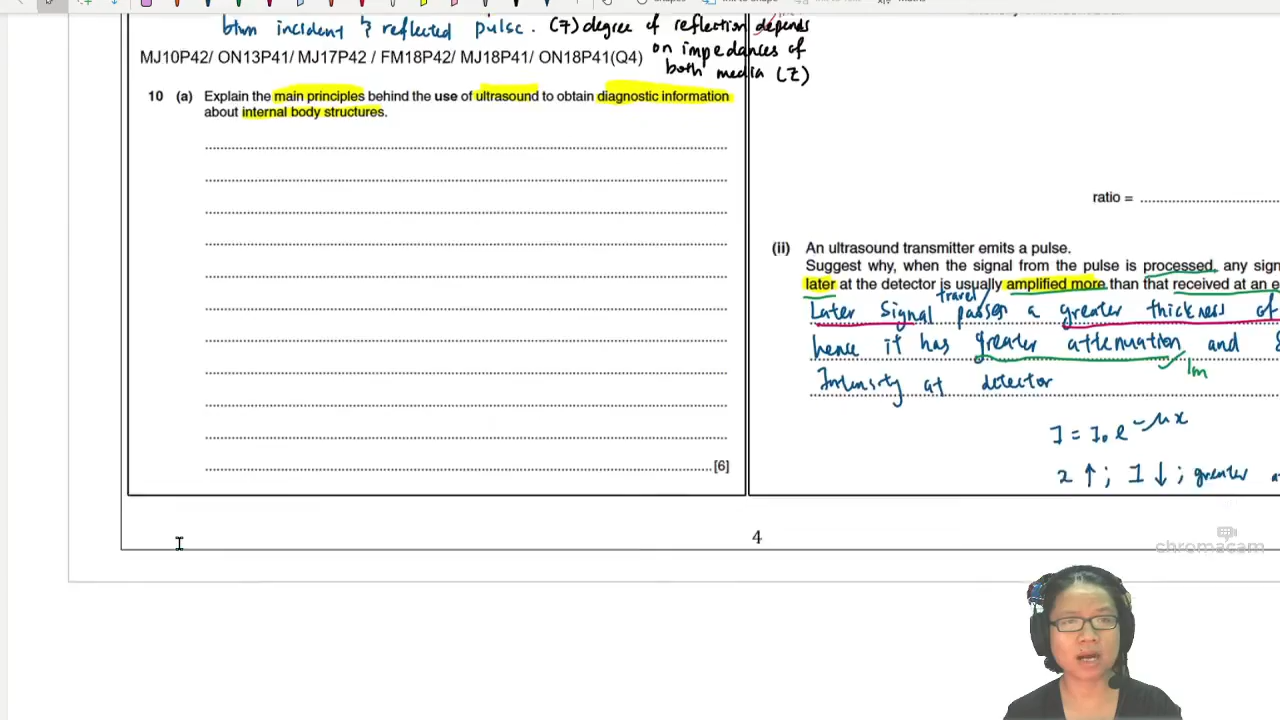 btwn incident & reflected pulse. (7) degree of reflection depends
on impedances of
both media (Z)
MJ10P42/ ON13P41/ MJ17P42 / FM18P42/ MJ18P41/ ON18P41(Q4)
10 (a) Explain the main principles behind the use of ultrasound to obtain diagnostic information
about internal body structures.
[6]
ratio =
(ii) An ultrasound transmitter emits a pulse.
Suggest why, when the signal from the pulse is processed, any sign
later at the detector is usually amplified more than that received at an e
travel/
Later signal passes a greater thickness of
hence it has greater attenuation and
1m
Intensity at detector
I = I₀ e^-μx
x ↑ ; I ↓ ; greater
4
chromacam